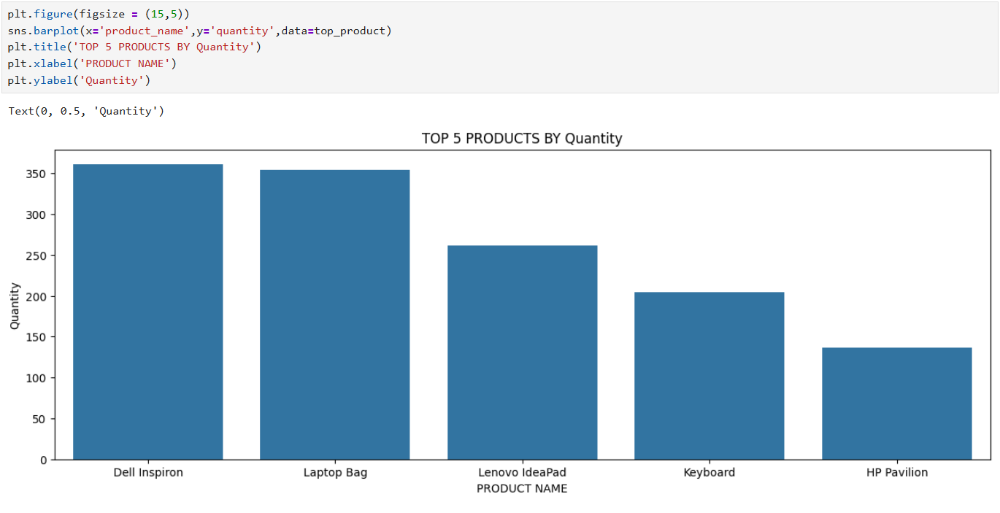 plt.figure(figsize = (15,5))
sns.barplot(x='product_name',y='quantity',data=top_product)
plt.title('TOP 5 PRODUCTS BY Quantity')
plt.xlabel('PRODUCT NAME')
plt.ylabel('Quantity')
Text(0, 0.5, 'Quantity')
TOP 5 PRODUCTS BY Quantity
Quantity
350
300
250
200
150
100
50
0
Dell Inspiron Laptop Bag Lenovo IdeaPad Keyboard HP Pavilion
PRODUCT NAME